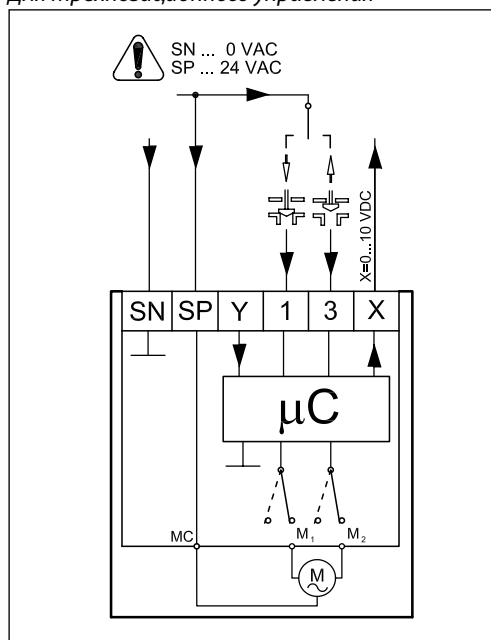 для трехпозиционного управления
SN ... 0 VAC
SP ... 24 VAC
X=0...10 VDC
SN SP Y 1 3 X
μC
MC M₁ M₂
M